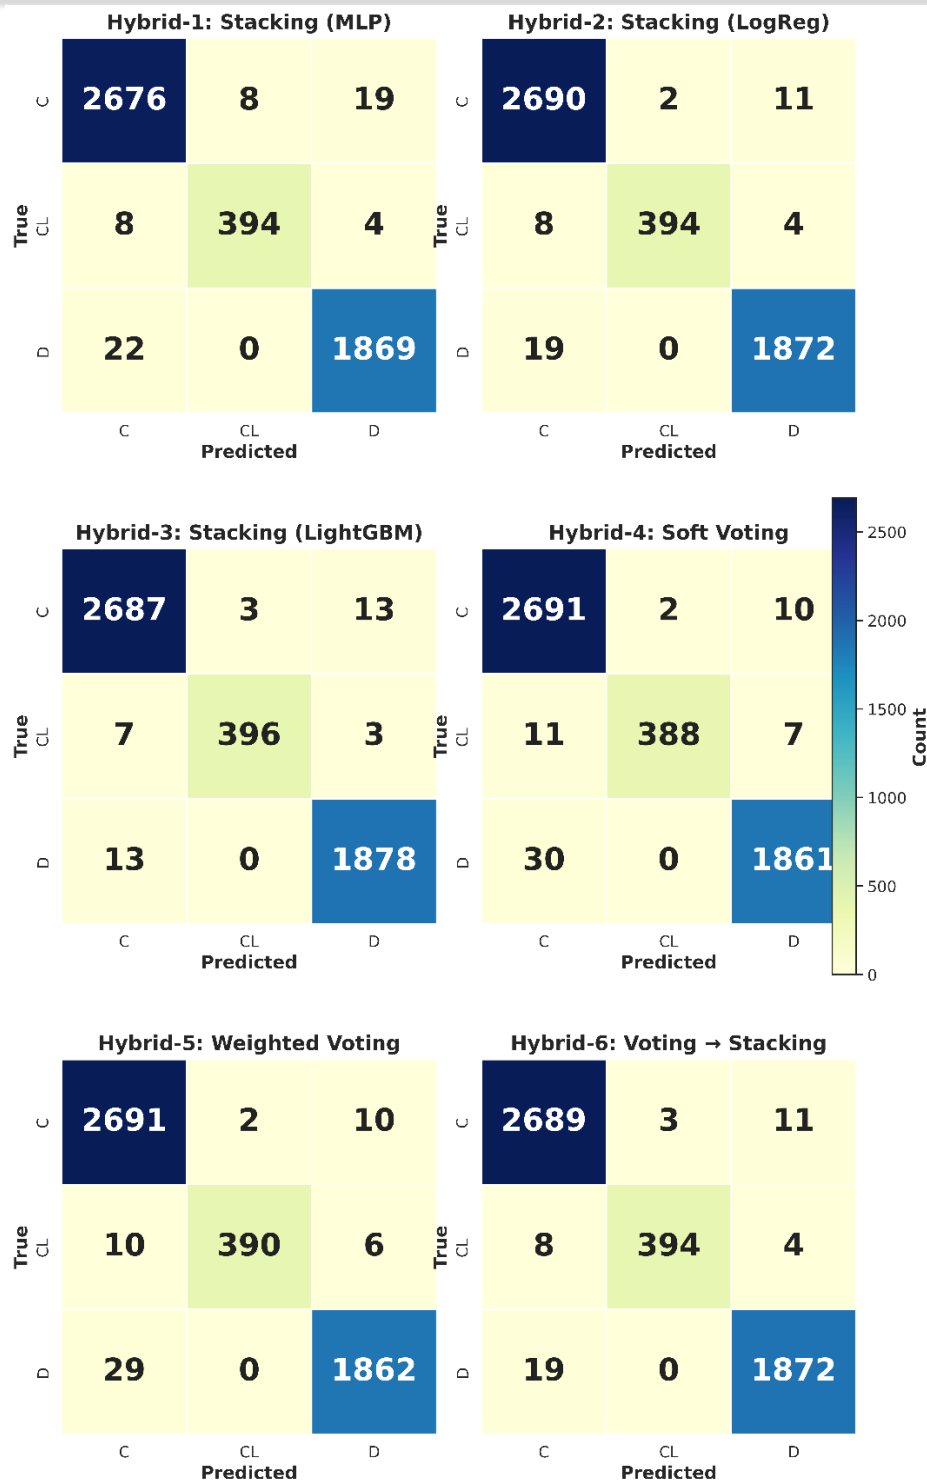 Hybrid-1: Stacking (MLP)
C 2676 8 19
True
CL 8 394 4
D 22 0 1869
C CL D
Predicted
Hybrid-2: Stacking (LogReg)
C 2690 2 11
True
CL 8 394 4
D 19 0 1872
C CL D
Predicted
Hybrid-3: Stacking (LightGBM)
C 2687 3 13
True
CL 7 396 3
D 13 0 1878
C CL D
Predicted
Hybrid-4: Soft Voting
C 2691 2 10
True
CL 11 388 7
D 30 0 1861
C CL D
Predicted
2500
2000
1500
1000
500
0
Count
Hybrid-5: Weighted Voting
C 2691 2 10
True
CL 10 390 6
D 29 0 1862
C CL D
Predicted
Hybrid-6: Voting → Stacking
C 2689 3 11
True
CL 8 394 4
D 19 0 1872
C CL D
Predicted